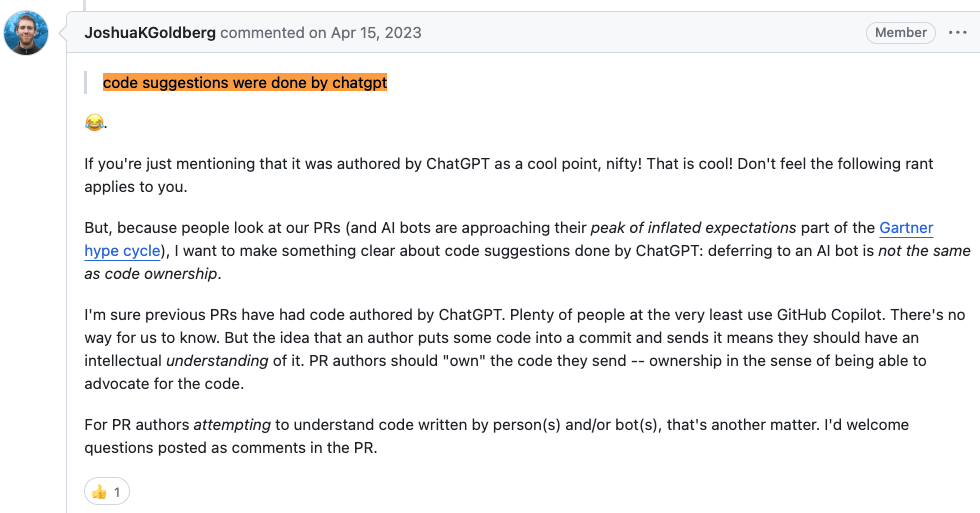 JoshuaKGoldberg commented on Apr 15, 2023
Member
code suggestions were done by chatgpt
😂.
If you're just mentioning that it was authored by ChatGPT as a cool point, nifty! That is cool! Don't feel the following rant
applies to you.
But, because people look at our PRs (and AI bots are approaching their peak of inflated expectations part of the Gartner
hype cycle), I want to make something clear about code suggestions done by ChatGPT: deferring to an AI bot is not the same
as code ownership.
I'm sure previous PRs have had code authored by ChatGPT. Plenty of people at the very least use GitHub Copilot. There's no
way for us to know. But the idea that an author puts some code into a commit and sends it means they should have an
intellectual understanding of it. PR authors should "own" the code they send -- ownership in the sense of being able to
advocate for the code.
For PR authors attempting to understand code written by person(s) and/or bot(s), that's another matter. I'd welcome
questions posted as comments in the PR.
👍 1